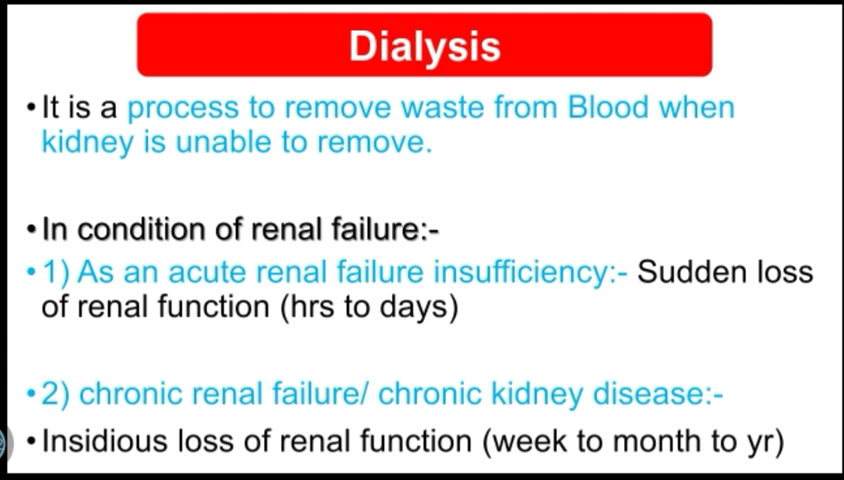 Dialysis
•It is a process to remove waste from Blood when
kidney is unable to remove.
•In condition of renal failure:-
•1) As an acute renal failure insufficiency:- Sudden loss
of renal function (hrs to days)
•2) chronic renal failure/ chronic kidney disease:-
•Insidious loss of renal function (week to month to yr)